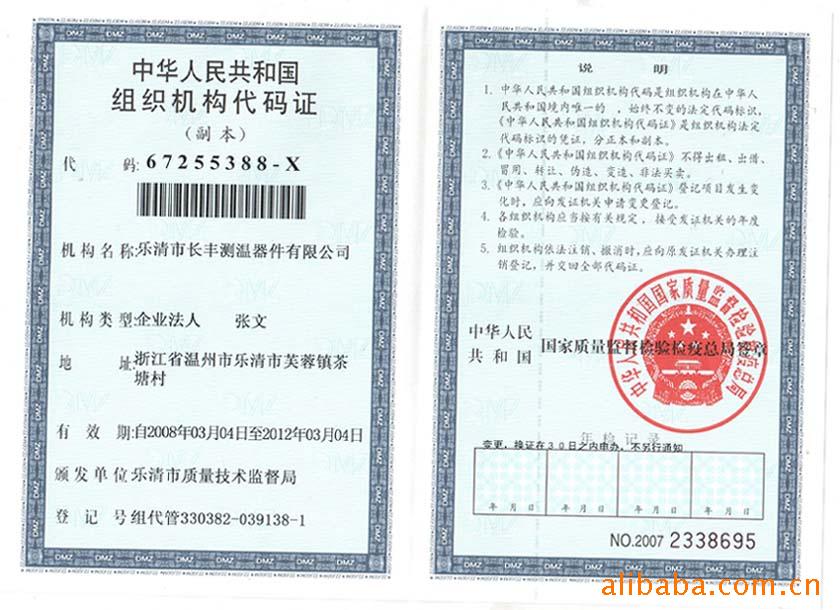 中华人民共和国
组织机构代码证
(副本)
代 码:67255388-X
机构名称:乐清市长丰测温器件有限公司
机构类型:企业法人 张文
地 址:浙江省温州市乐清市芙蓉镇茶
塘村
有 效 期:自2008年03月04日至2012年03月04日
颁发单位:乐清市质量技术监督局
登 记 号组代管330382-039138-1
说 明
1. 中华人民共和国组织机构代码是组织机构在中华人
民共和国境内唯一的、始终不变的法定代码标识,
《中华人民共和国组织机构代码证》是组织机构法定
代码标识的凭证,分正本和副本。
2.《中华人民共和国组织机构代码证》不得出租、出借、
冒用、转让、伪造、变造、非法买卖。
3.《中华人民共和国组织机构代码证》登记项目发生变
化时,应向发证机关申请变更登记。
4. 各组织机构应当按有关规定,接受发证机关的年度
检验。
5. 组织机构依法注销、撤消时,应向原发证机关办理注
销登记,并交回全部代码证。
中华人民共和国国家质量监督检验检疫总局
中华人民
共和国 国家质量监督检验检疫总局签章
年检记录
变更,换证在30日之内申办,不另行通知
年 月 日 年 月 日 年 月 日 年 月 日
NO.2007 2338695
alibaba.com.cn